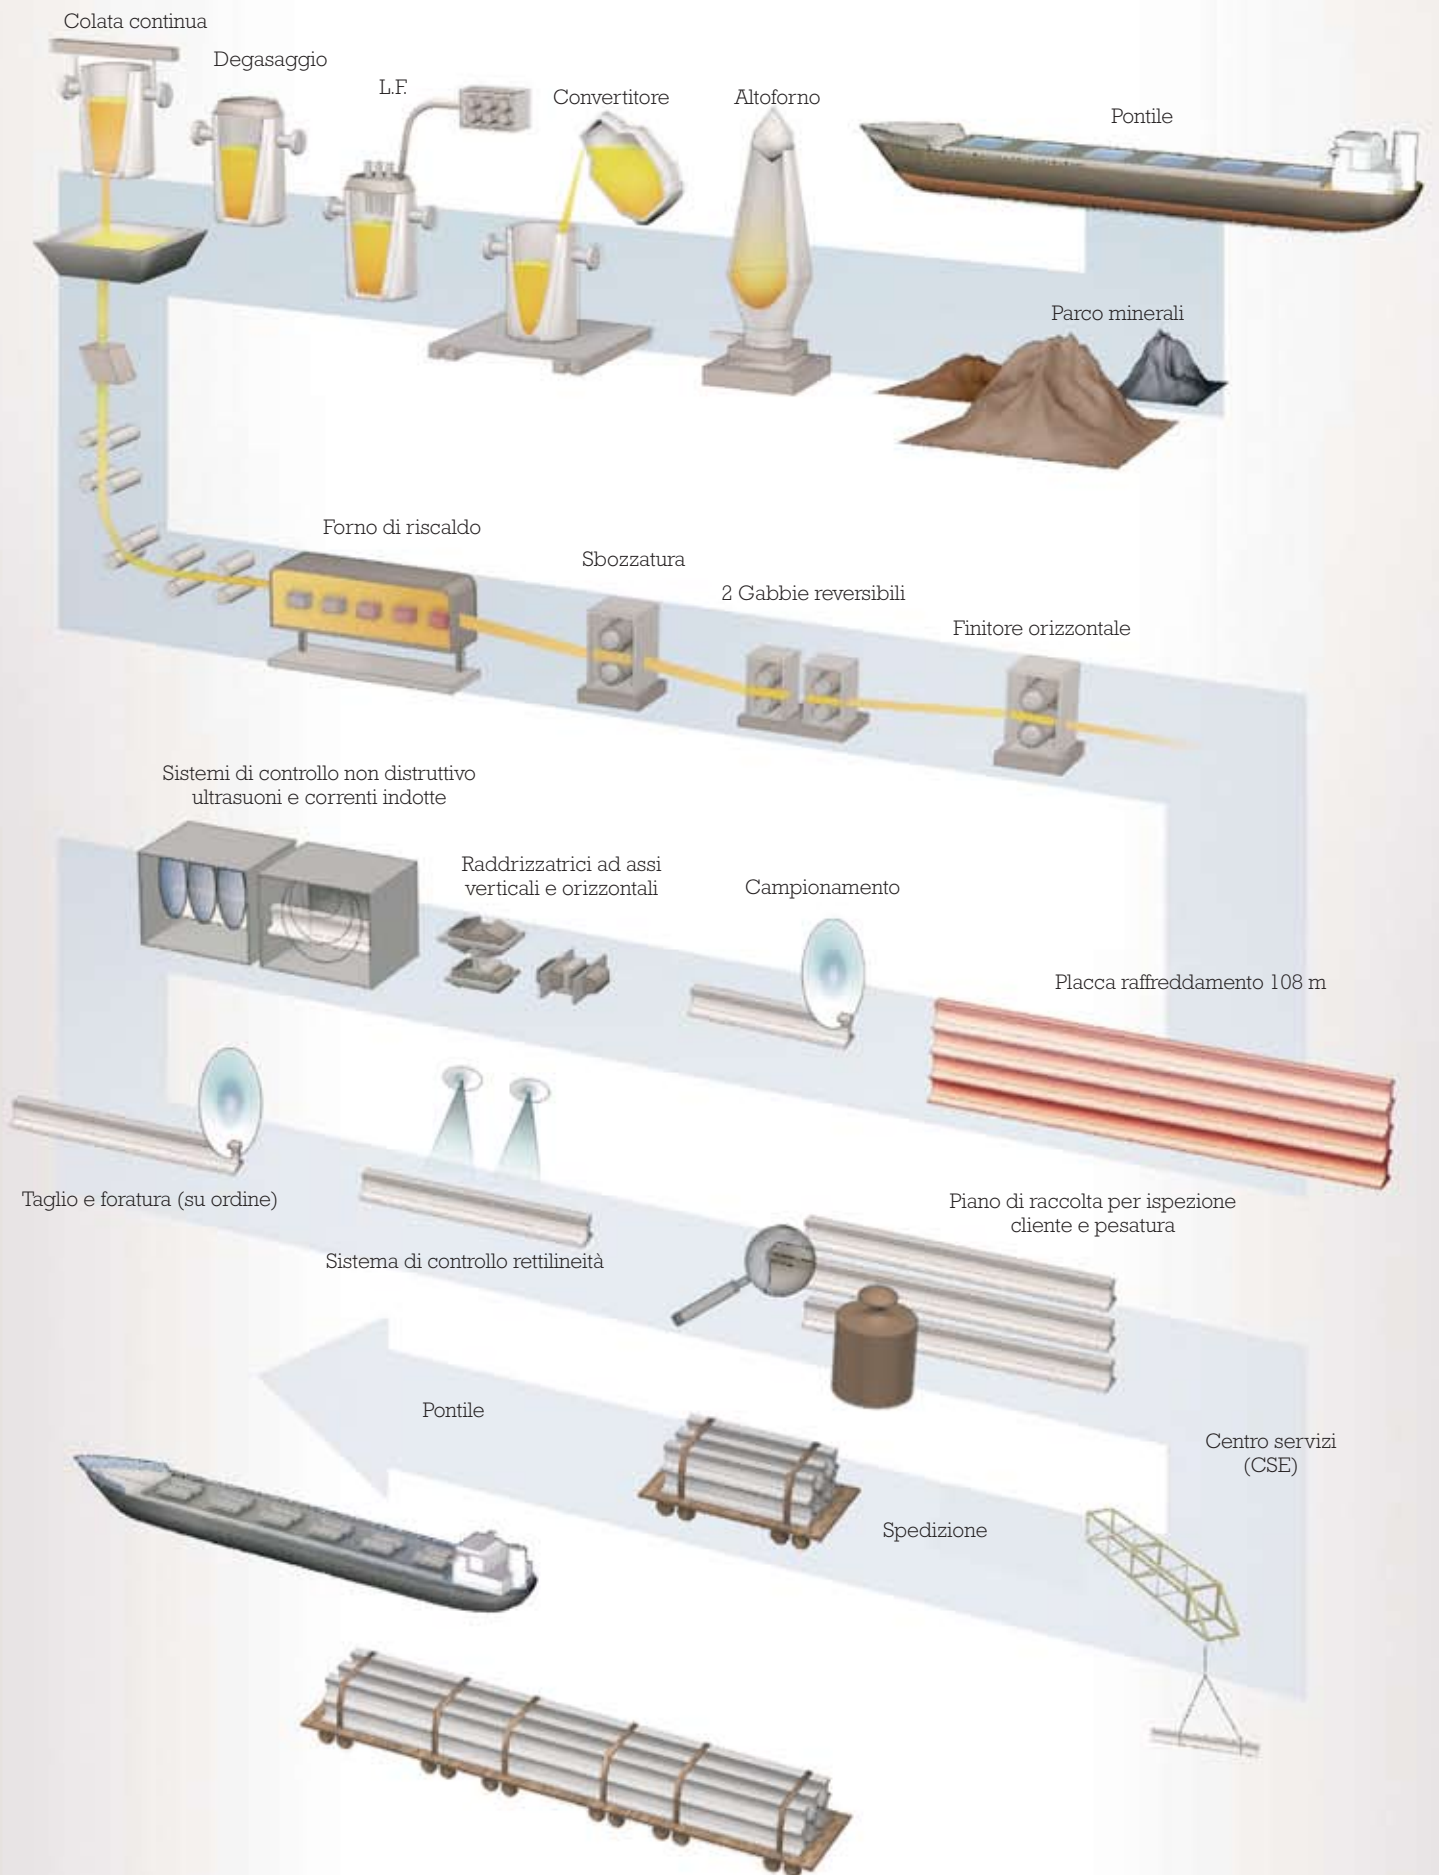 Colata continua
Degasaggio
L.F.
Convertitore
Altoforno
Pontile
Parco minerali
Forno di riscaldo
Sbozzatura
2 Gabbie reversibili
Finitore orizzontale
Sistemi di controllo non distruttivo
ultrasuoni e correnti indotte
Raddrizzatrici ad assi
verticali e orizzontali
Campionamento
Placca raffreddamento 108 m
Taglio e foratura (su ordine)
Sistema di controllo rettilineità
Piano di raccolta per ispezione
cliente e pesatura
Pontile
Centro servizi
(CSE)
Spedizione